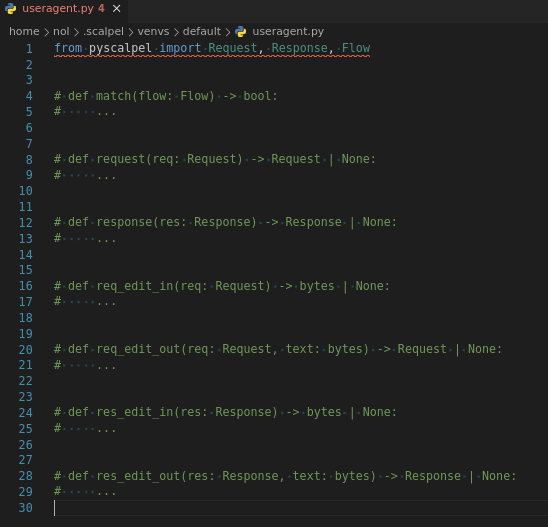 useragent.py 4 ×
home > nol > .scalpel > venvs > default > useragent.py
1 from pyscalpel import Request, Response, Flow
2
3
4 # def match(flow: Flow) -> bool:
5 #     ...
6
7
8 # def request(req: Request) -> Request | None:
9 #     ...
10
11
12 # def response(res: Response) -> Response | None:
13 #     ...
14
15
16 # def req_edit_in(req: Request) -> bytes | None:
17 #     ...
18
19
20 # def req_edit_out(req: Request, text: bytes) -> Request | None:
21 #     ...
22
23
24 # def res_edit_in(res: Response) -> bytes | None:
25 #     ...
26
27
28 # def res_edit_out(res: Response, text: bytes) -> Response | None:
29 #     ...
30